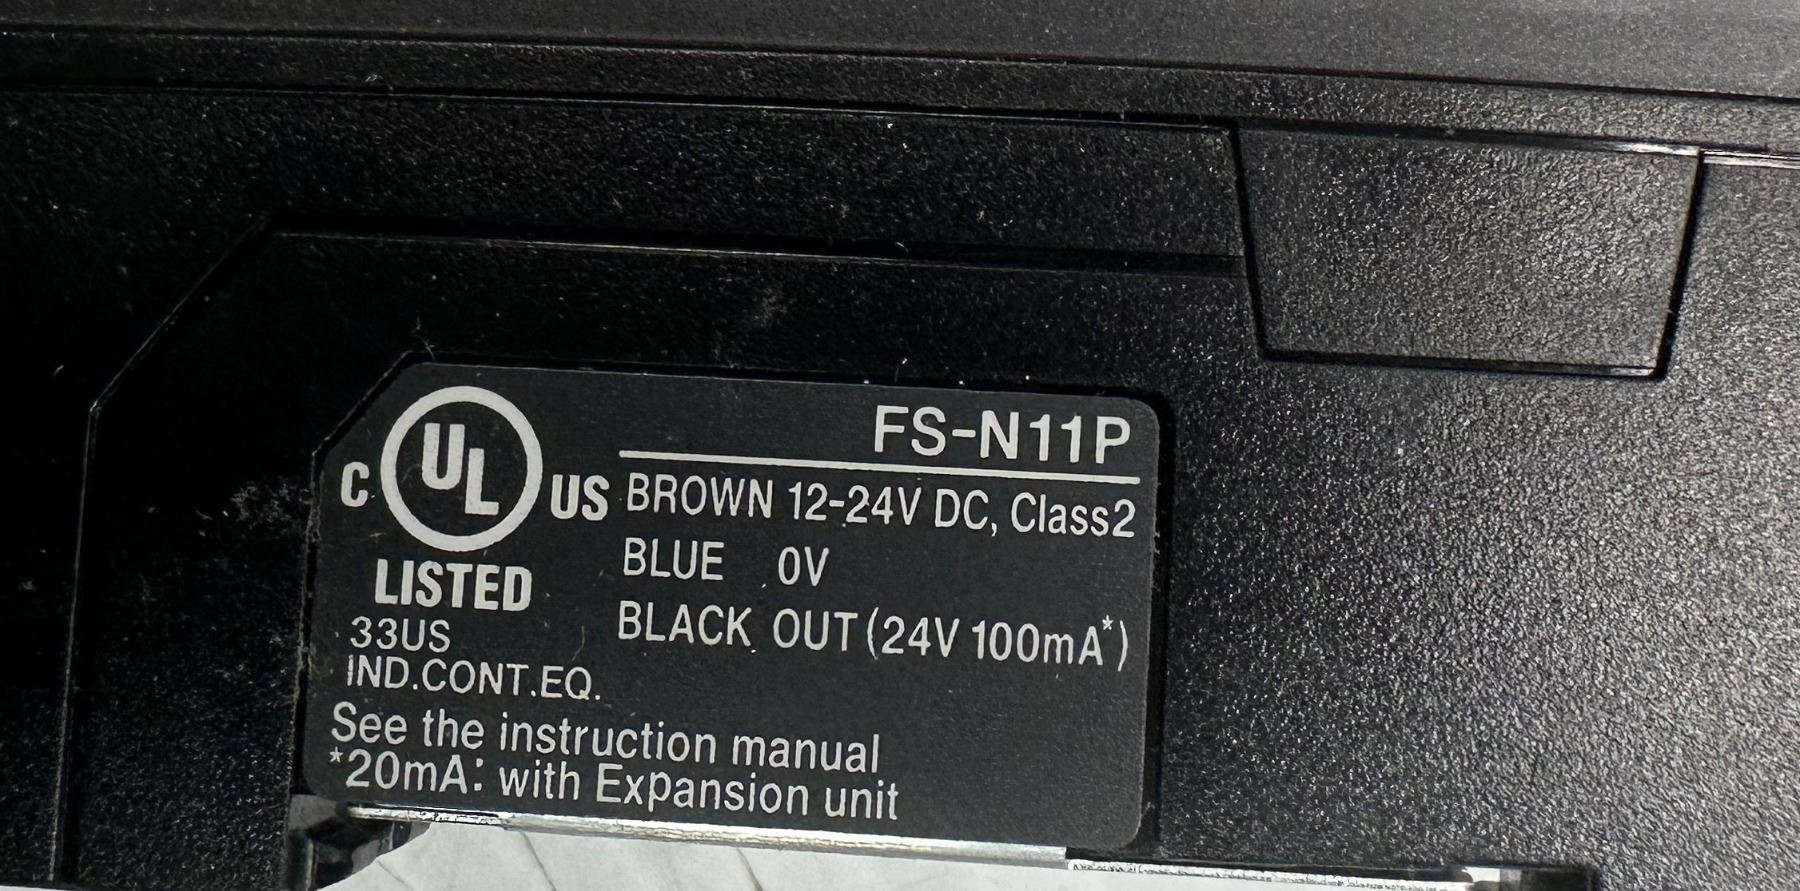 FS-N11P
C UL US
LISTED
33US
IND.CONT.EQ.
BROWN 12-24V DC, Class2
BLUE 0V
BLACK OUT (24V 100mA*)
See the instruction manual
*20mA: with Expansion unit